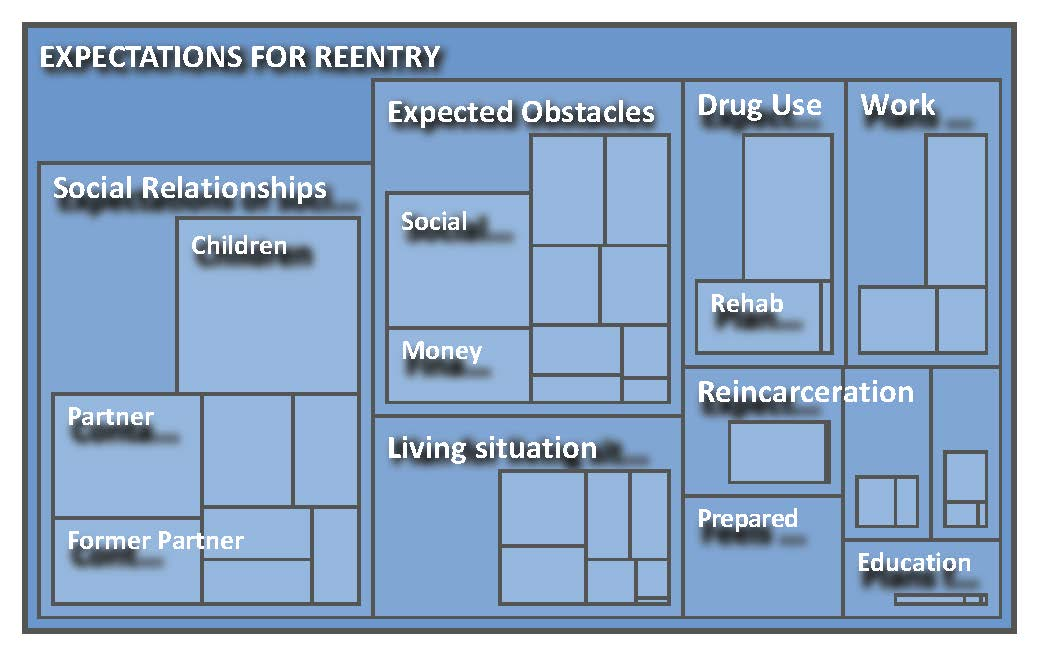 EXPECTATIONS FOR REENTRY
Expected Obstacles
Drug Use
Work
Social Relationships
Children
Social
Rehab
Money
Partner
Reincarceration
Living situation
Former Partner
Prepared
Education